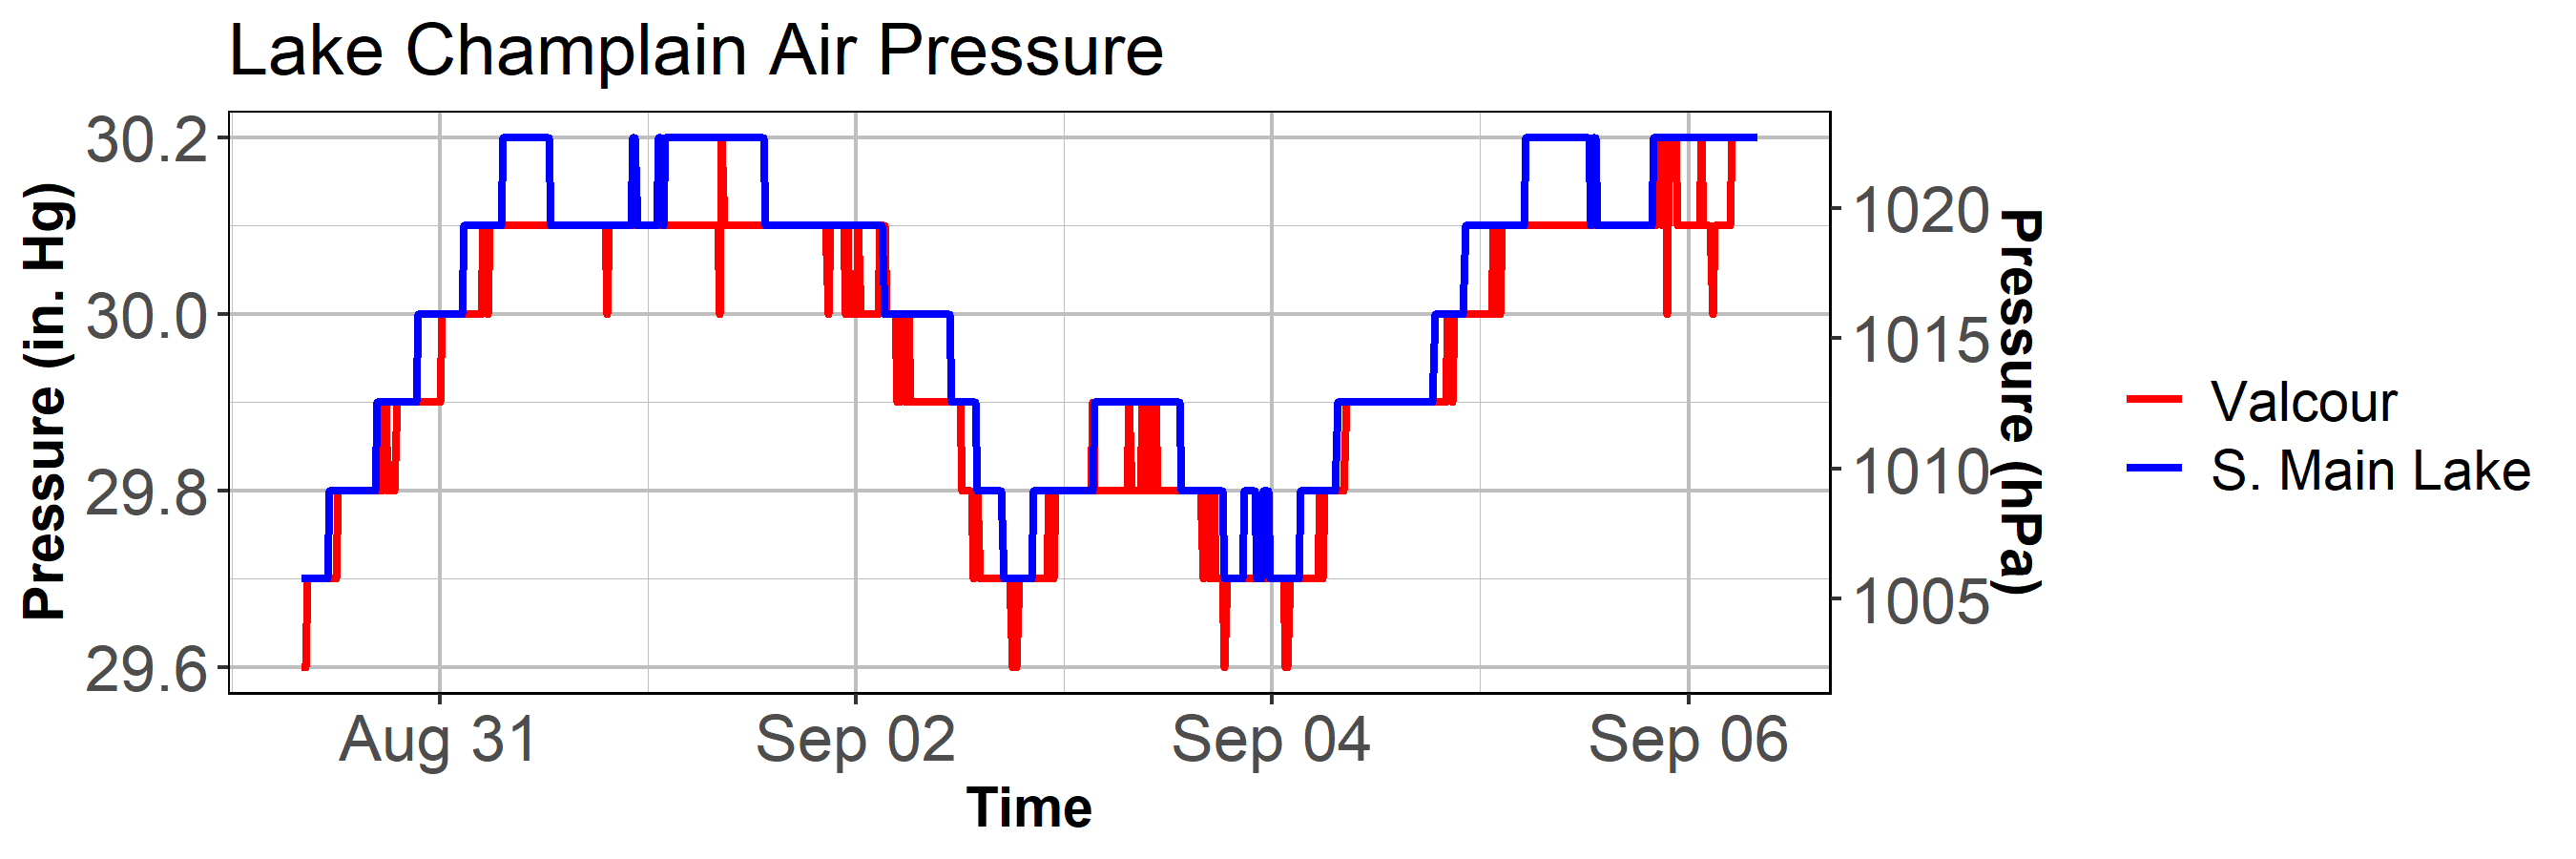 Lake Champlain Air Pressure
Pressure (in. Hg)
30.2
30.0
29.8
29.6
1020
1015
1010
1005
Pressure (hPa)
Aug 31
Sep 02
Sep 04
Sep 06
Time
Valcour
S. Main Lake